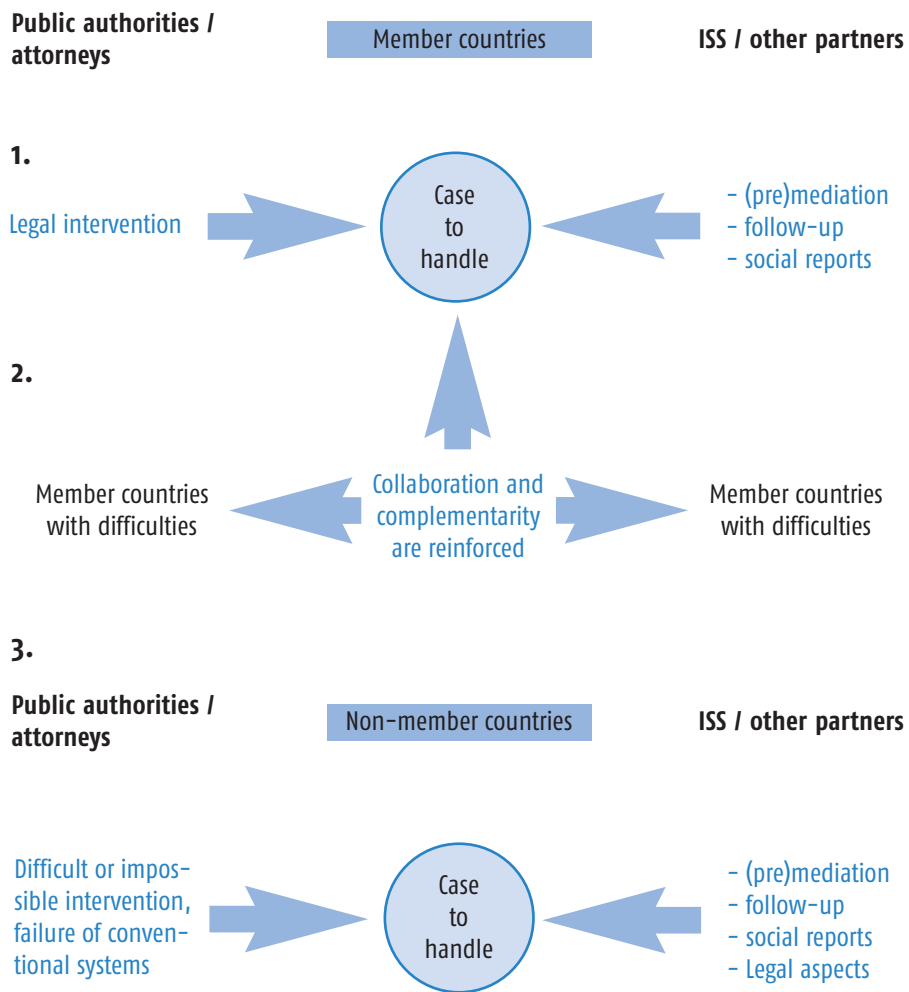 Public authorities /
attorneys
Member countries
ISS / other partners
1.
Legal intervention
Case
to
handle
- (pre)mediation
- follow-up
- social reports
2.
Member countries
with difficulties
Collaboration and
complementarity
are reinforced
Member countries
with difficulties
3.
Public authorities /
attorneys
Non-member countries
ISS / other partners
Difficult or impos-
sible intervention,
failure of conven-
tional systems
Case
to
handle
- (pre)mediation
- follow-up
- social reports
- Legal aspects